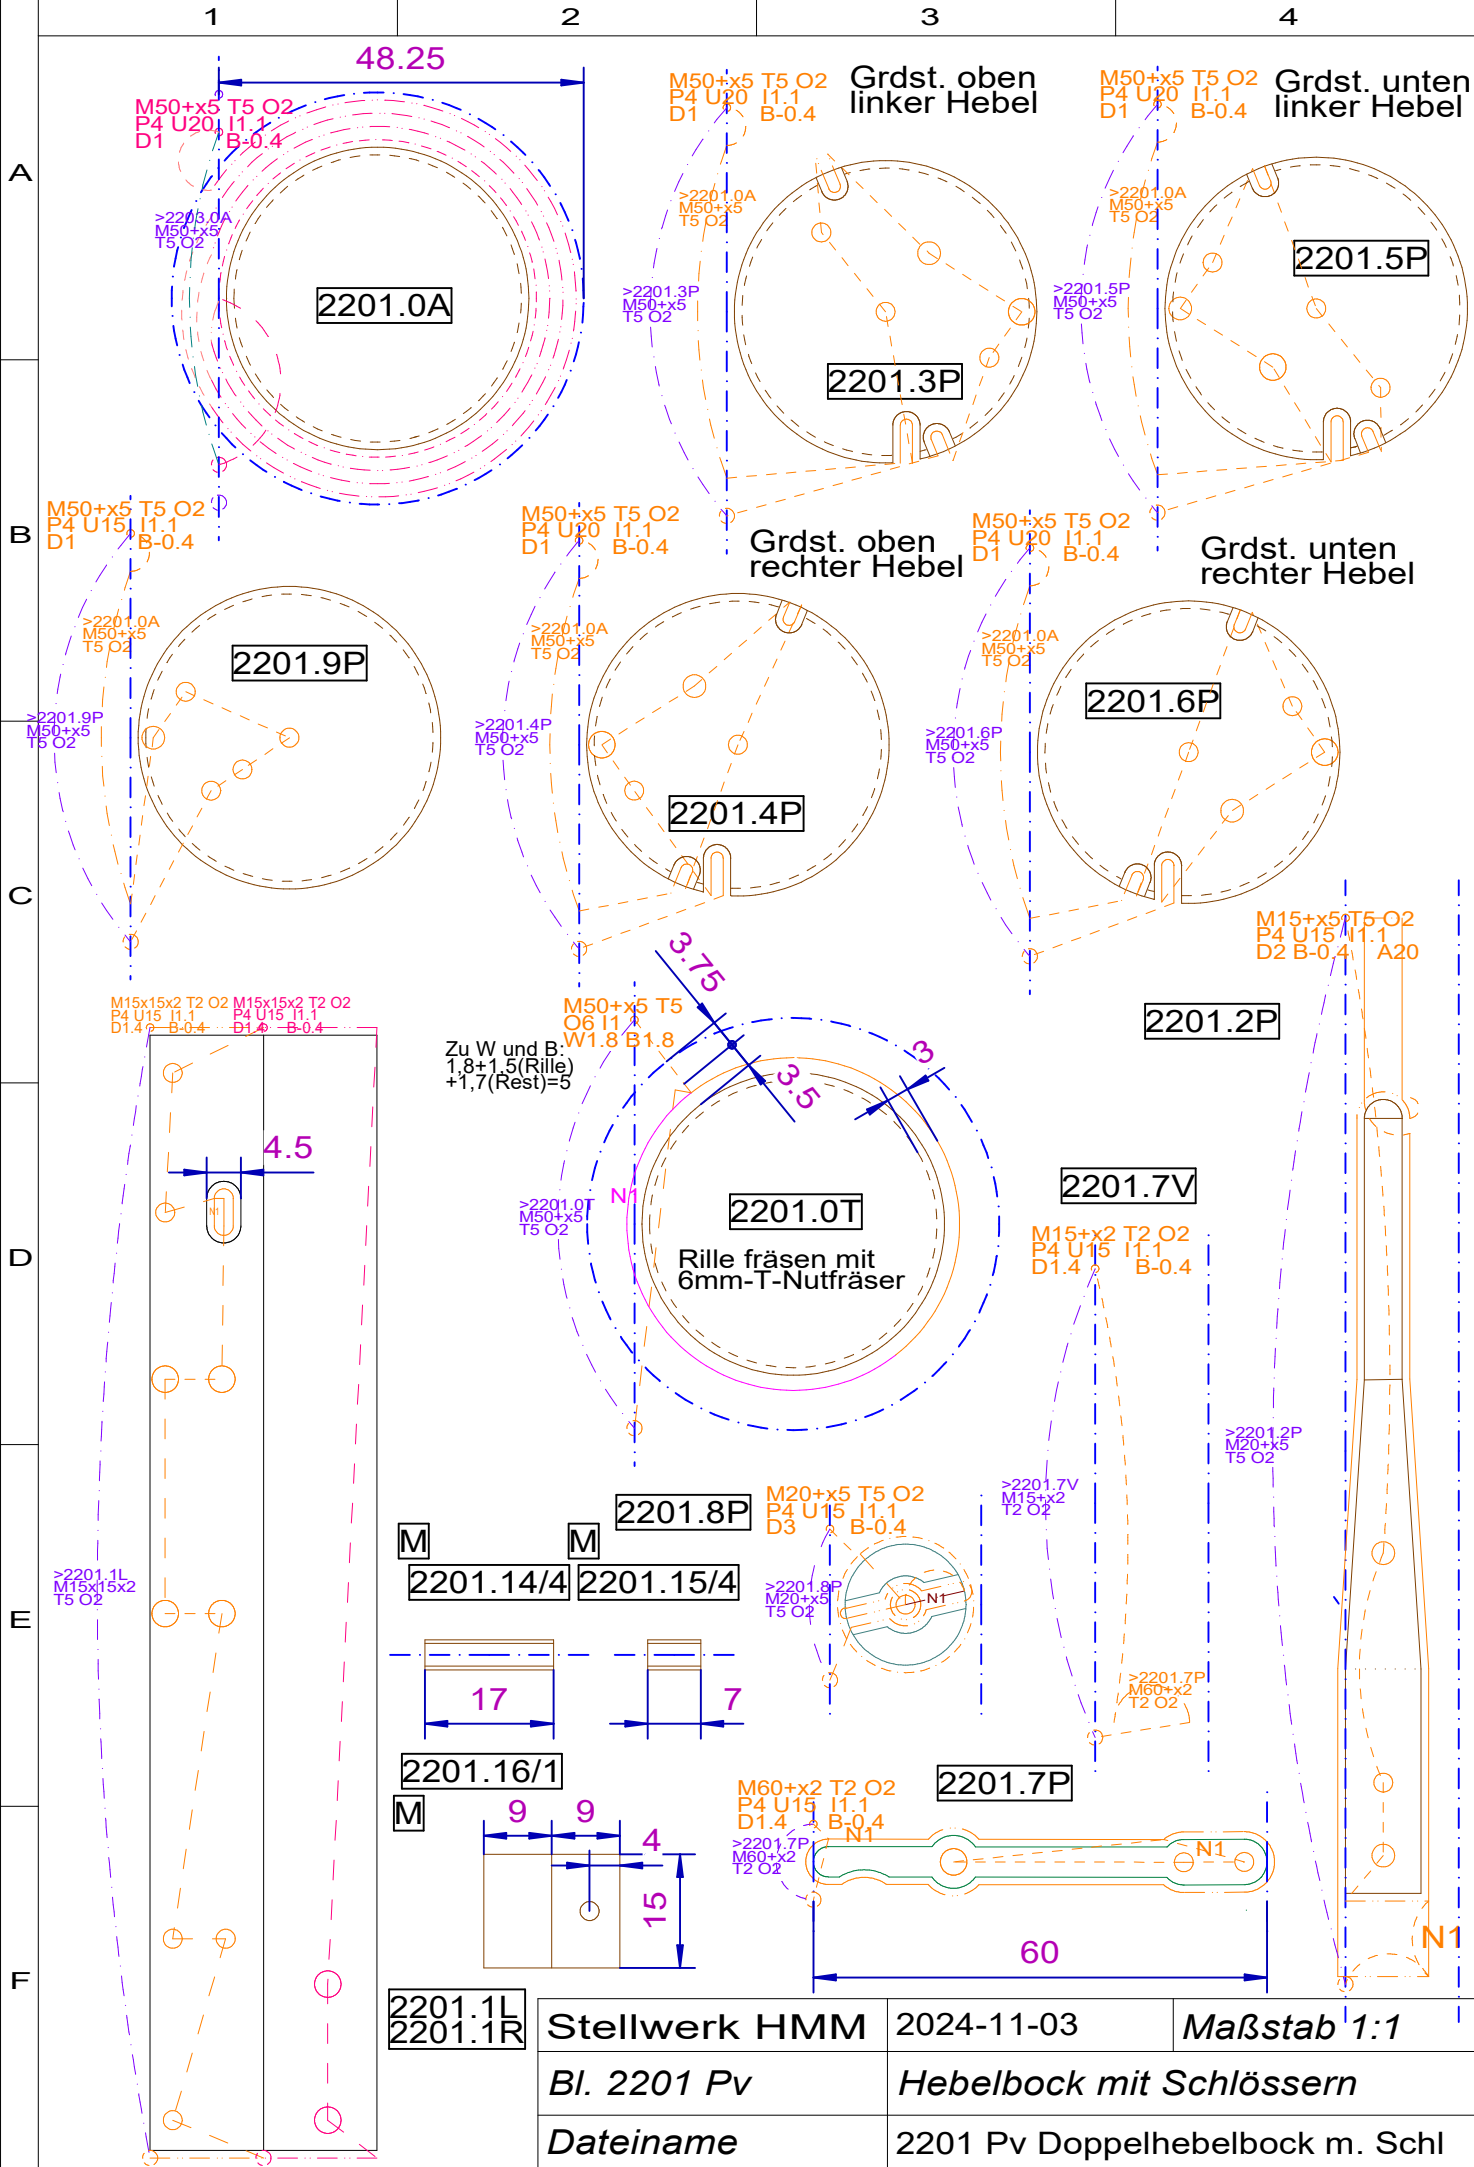 1
2
3
4
A
B
C
D
E
F
48.25
M50+x5 T5 O2
P4 U20 I1.1
D1 B-0.4
>2203.0A
M50+x5
T5 O2
2201.0A
M50+x5 T5 O2
P4 U20 I1.1
D1 B-0.4
Grdst. oben
linker Hebel
>2201.0A
M50+x5
T5 O2
>2201.3P
M50+x5
T5 O2
2201.3P
M50+x5 T5 O2
P4 U20 I1.1
D1 B-0.4
Grdst. unten
linker Hebel
>2201.0A
M50+x5
T5 O2
>2201.5P
M50+x5
T5 O2
2201.5P
M50+x5 T5 O2
P4 U15 I1.1
D1 B-0.4
>2201.0A
M50+x5
T5 O2
>2201.9P
M50+x5
T5 O2
2201.9P
M50+x5 T5 O2
P4 U20 I1.1
D1 B-0.4
Grdst. oben
rechter Hebel
>2201.0A
M50+x5
T5 O2
>2201.4P
M50+x5
T5 O2
2201.4P
M50+x5 T5 O2
P4 U20 I1.1
D1 B-0.4
Grdst. unten
rechter Hebel
>2201.0A
M50+x5
T5 O2
>2201.6P
M50+x5
T5 O2
2201.6P
M15+x5 T5 O2
P4 U15 I1.1
D2 B-0.4 A20
2201.2P
>2201.2P
M20+x5
T5 O2
N1
M15x15x2 T2 O2
P4 U15 I1.1
D1.4 B-0.4
M15x15x2 T2 O2
P4 U15 I1.1
D1.4 B-0.4
4.5
N1
>2201.1L
M15x15x2
T5 O2
2201.1L
2201.1R
3.75
M50+x5 T5
O6 I1
W1.8 B1.8
Zu W und B:
1,8+1.5(Rille)
+1,7(Rest)=5
3.5
3
N1
>2201.0T
M50+x5
T5 O2
2201.0T
Rille fräsen mit
6mm-T-Nutfräser
2201.7V
M15+x2 T2 O2
P4 U15 I1.1
D1.4 B-0.4
>2201.7V
M15+x2
T2 O2
>2201.7P
M60+x2
T2 O2
2201.8P
M20+x5 T5 O2
P4 U15 I1.1
D3 B-0.4
>2201.8P
M20+x5
T5 O2
N1
M
M
2201.14/4
2201.15/4
17
7
2201.16/1
M
9
9
4
15
2201.7P
M60+x2 T2 O2
P4 U15 I1.1
D1.4 B-0.4
>2201.7P
M60+x2
T2 O2
N1
N1
60
Stellwerk HMM
2024-11-03
Maßstab 1:1
Bl. 2201 Pv
Hebelbock mit Schlössern
Dateiname
2201 Pv Doppelhebelbock m. Schl